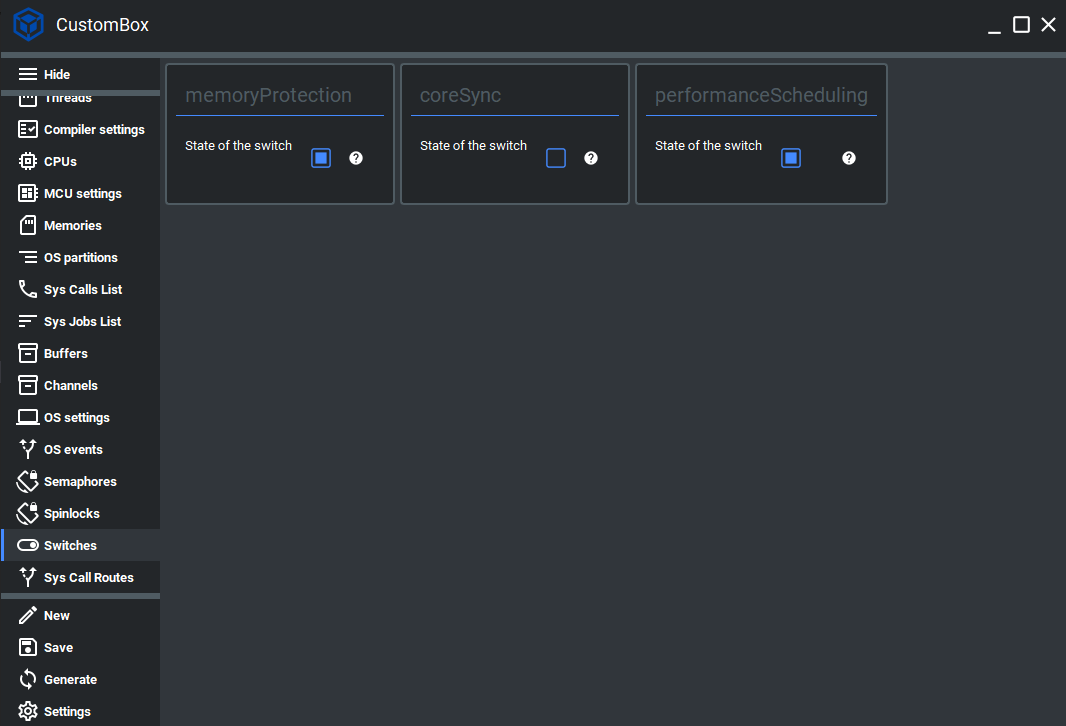 CustomBox
Hide
Threads
Compiler settings
CPUs
MCU settings
Memories
OS partitions
Sys Calls List
Sys Jobs List
Buffers
Channels
OS settings
OS events
Semaphores
Spinlocks
Switches
Sys Call Routes
New
Save
Generate
Settings
memoryProtection
State of the switch
coreSync
State of the switch
performanceScheduling
State of the switch